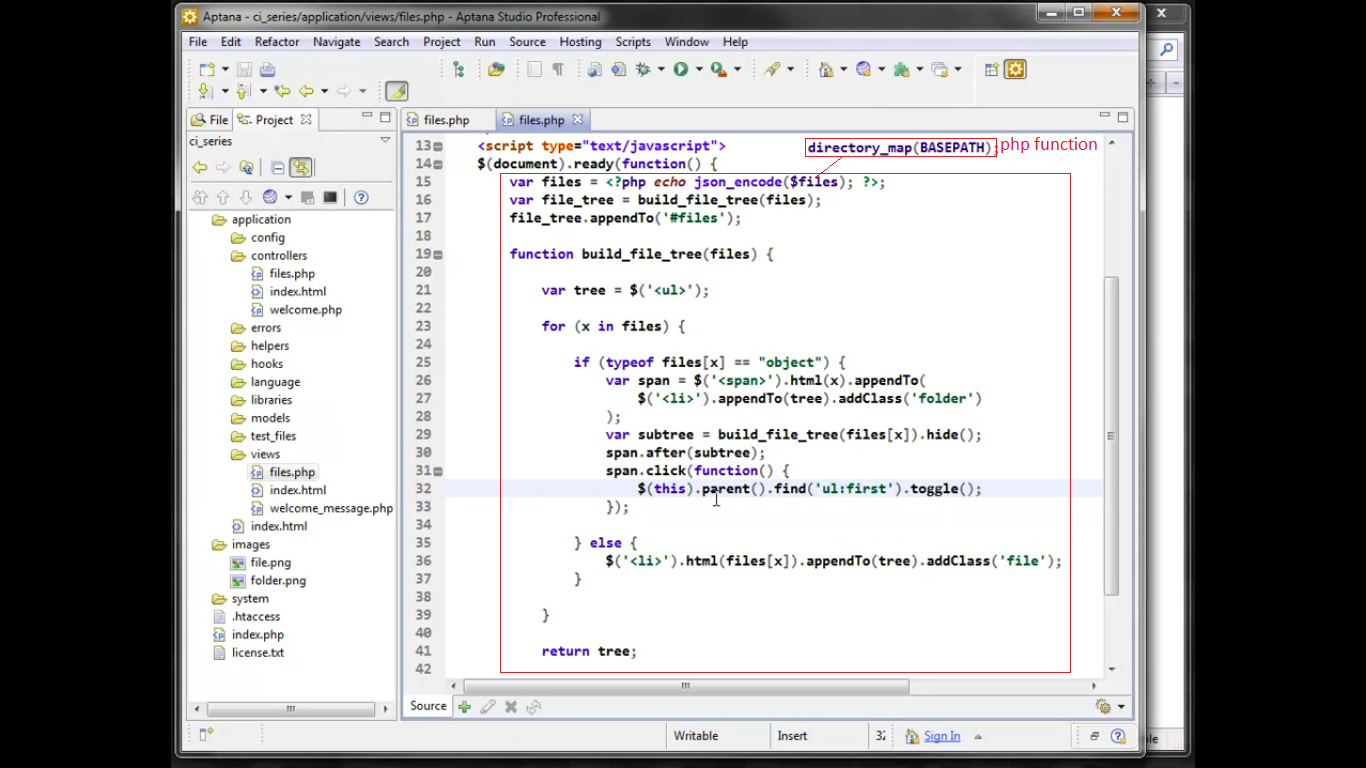 Aptana - ci_series/application/views/files.php - Aptana Studio Professional
File Edit Refactor Navigate Search Project Run Source Hosting Scripts Window Help
File Project
ci_series
application
config
controllers
files.php
index.html
welcome.php
errors
helpers
hooks
language
libraries
models
test_files
views
files.php
index.html
welcome_message.php
index.html
images
file.png
folder.png
system
.htaccess
index.php
license.txt
files.php files.php
directory_map(BASEPATH); php function
13 <script type="text/javascript">
14 $(document).ready(function() {
15 var files = <?php echo json_encode($files); ?>;
16 var file_tree = build_file_tree(files);
17 file_tree.appendTo('#files');
18
19 function build_file_tree(files) {
20
21 var tree = $('<ul>');
22
23 for (x in files) {
24
25 if (typeof files[x] == "object") {
26 var span = $('<span>').html(x).appendTo(
27 $('<li>').appendTo(tree).addClass('folder')
28 );
29 var subtree = build_file_tree(files[x]).hide();
30 span.after(subtree);
31 span.click(function() {
32 $(this).parent().find('ul:first').toggle();
33 });
34
35 } else {
36 $('<li>').html(files[x]).appendTo(tree).addClass('file');
37 }
38
39 }
40
41 return tree;
42
Source
Writable Insert Sign In